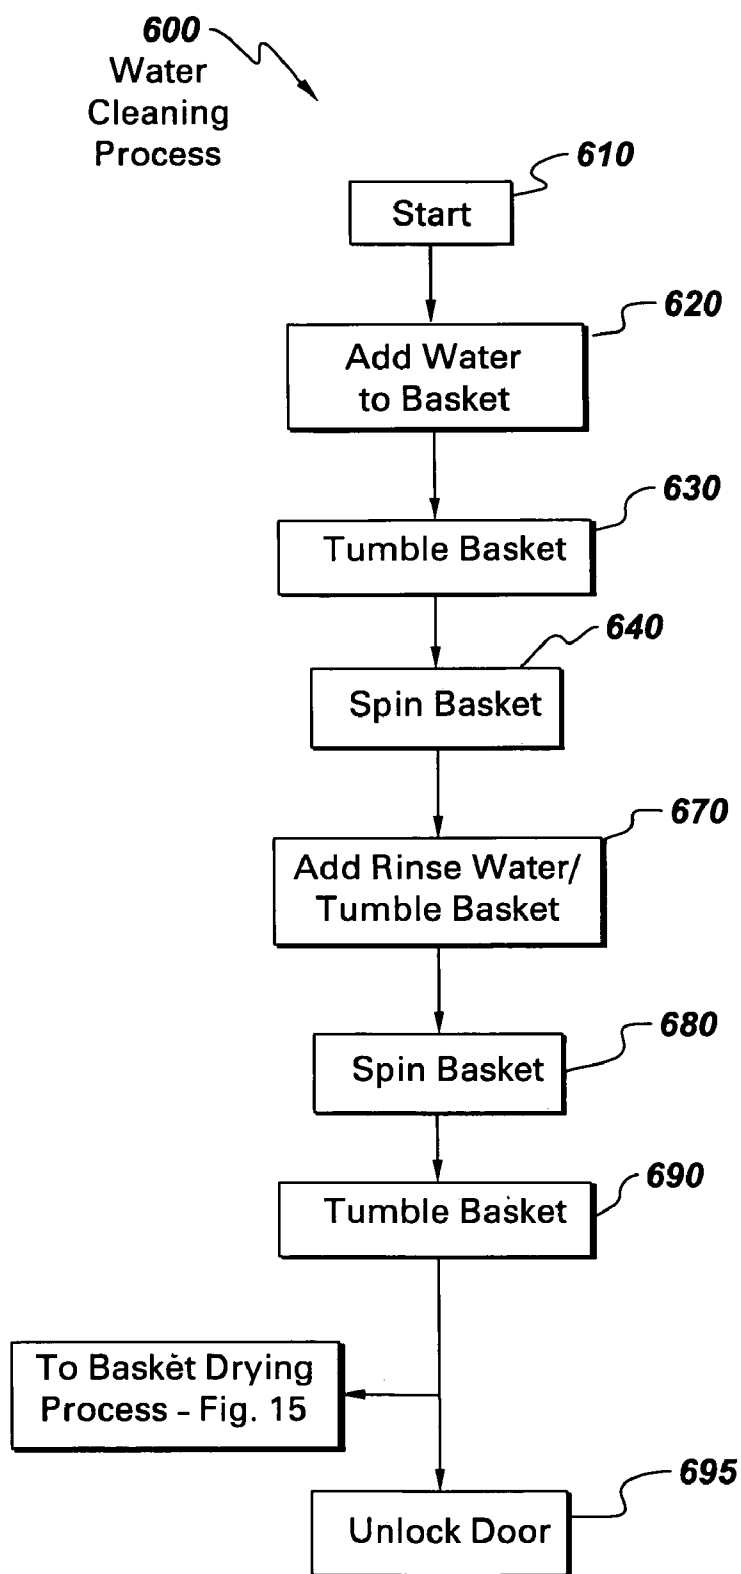 600
Water
Cleaning
Process
610
Start
620
Add Water
to Basket
630
Tumble Basket
640
Spin Basket
670
Add Rinse Water/
Tumble Basket
680
Spin Basket
690
Tumble Basket
To Basket Drying
Process - Fig. 15
695
Unlock Door